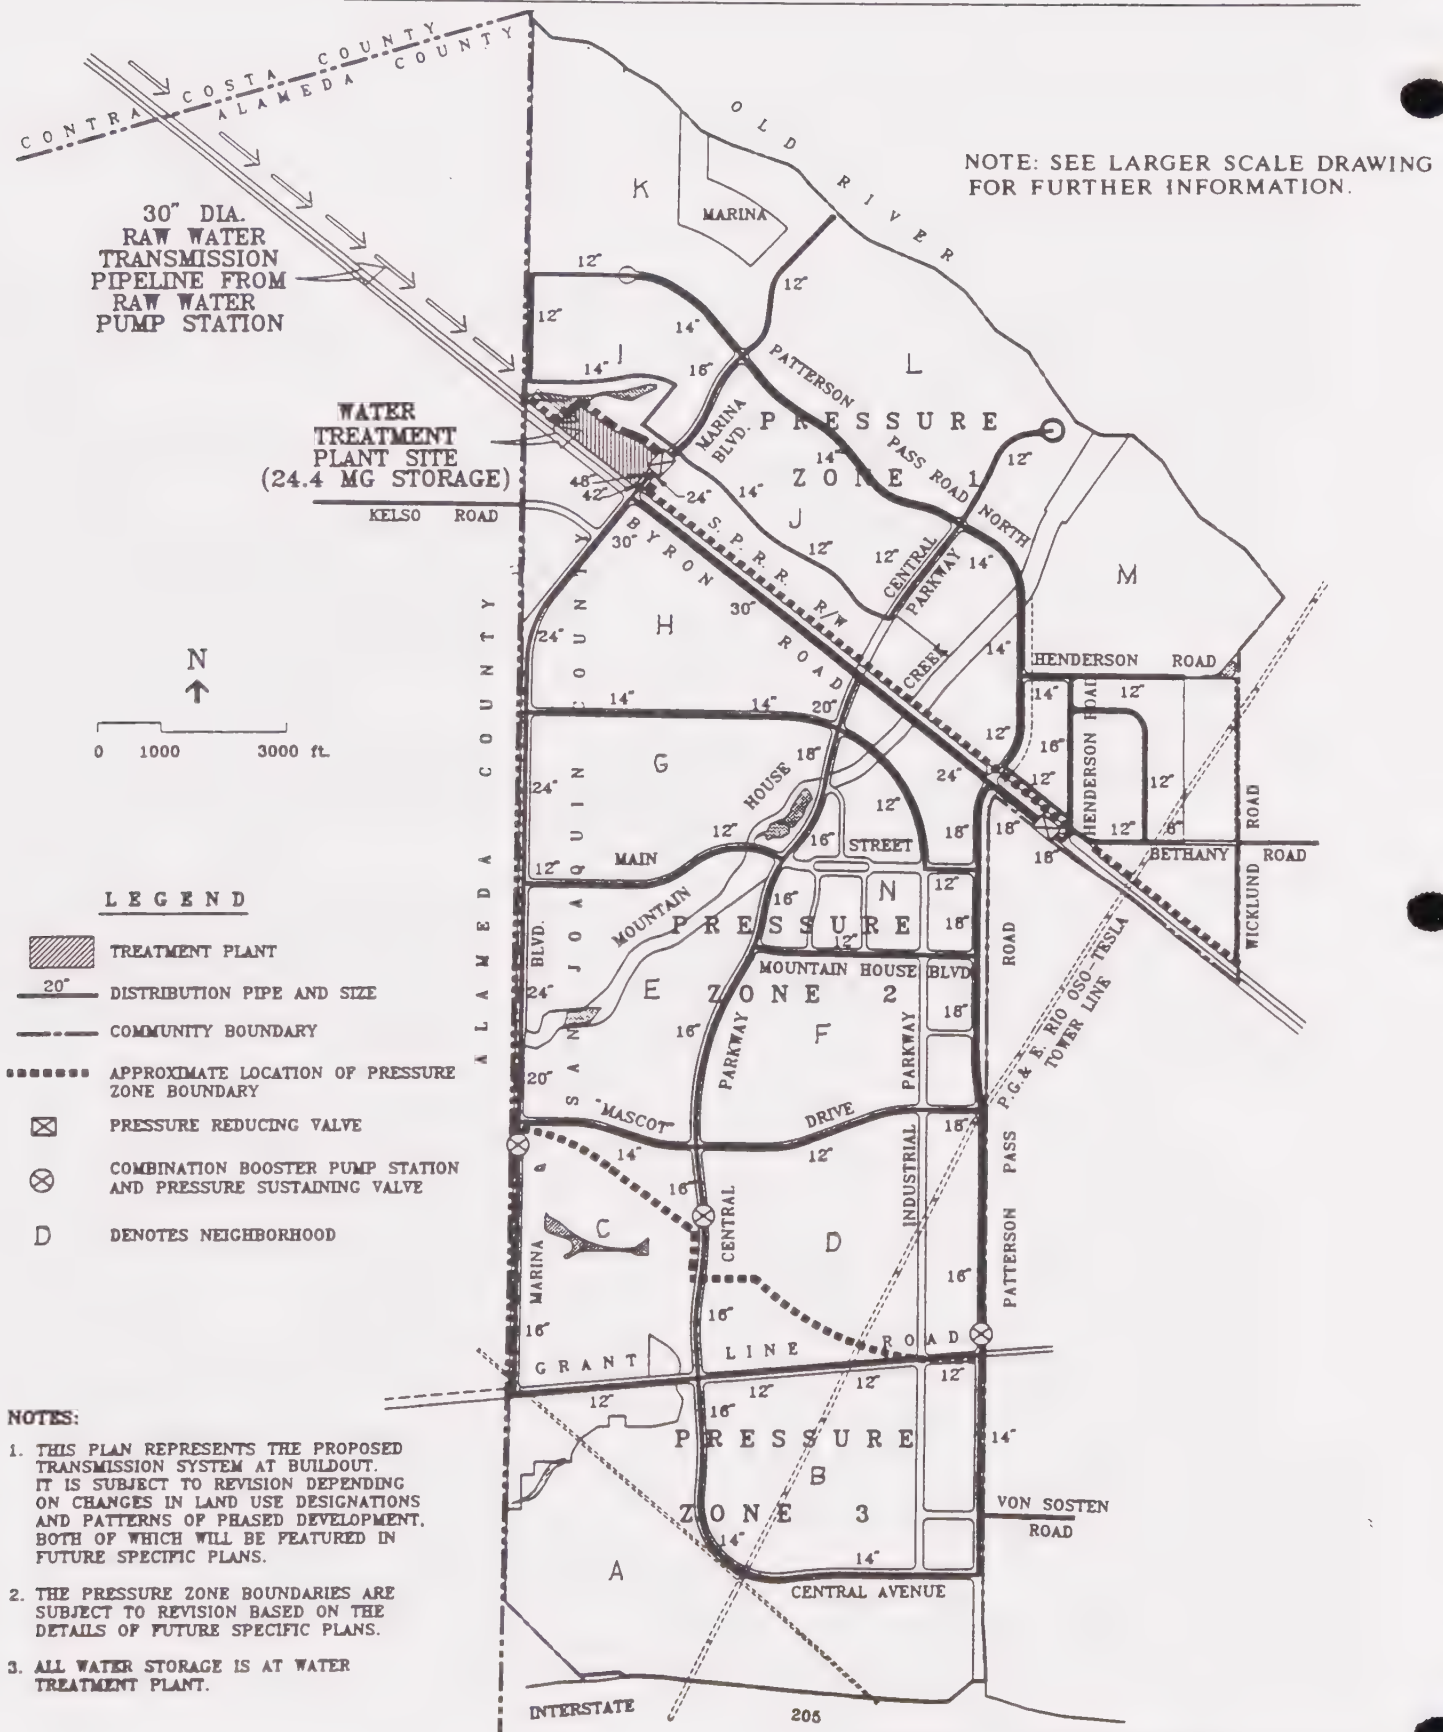 CONTRA COSTA COUNTY
ALAMEDA COUNTY
OLD RIVER
NOTE: SEE LARGER SCALE DRAWING
FOR FURTHER INFORMATION.
K
MARINA
30" DIA.
RAW WATER
TRANSMISSION
PIPELINE FROM
RAW WATER
PUMP STATION
12"
12"
12"
14"
I
14"
16"
PATTERSON PASS ROAD NORTH
L
MARINA
BLVD.
PRESSURE
ZONE 1
14"
12"
WATER
TREATMENT
PLANT SITE
(24.4 MG STORAGE)
48"
42"
24"
14"
KELSO ROAD
J
S. P. R. R. R/W
BYRON ROAD
30"
30"
12"
12"
CENTRAL
PARKWAY
14"
M
24"
H
CREEK
14"
HENDERSON ROAD
N
0 1000 3000 ft.
14"
14"
20"
14"
12"
HENDERSON ROAD
ALAMEDA COUNTY
SAN JOAQUIN COUNTY
G
18"
12"
16"
24"
HOUSE
24"
12"
12"
12"
18"
18"
12"
6"
12"
16"
STREET
18"
BETHANY ROAD
WICKLUND ROAD
12"
MAIN
16"
N
12"
MOUNTAIN
PRESSURE
ZONE 2
18"
12"
MOUNTAIN HOUSE BLVD
BLVD.
ROAD
24"
E
16"
F
18"
PARKWAY
PARKWAY
P.G.& E. RIO OSO-TESLA
TOWER LINE
20"
"MASCOT"
DRIVE
18"
14"
12"
16"
INDUSTRIAL
PATTERSON PASS
C
CENTRAL
D
MARINA
16"
16"
16"
GRANT LINE ROAD
12"
12"
12"
12"
16"
PRESSURE
ZONE 3
B
14"
VON SOSTEN
ROAD
14"
14"
A
CENTRAL AVENUE
INTERSTATE 205
LEGEND
TREATMENT PLANT
20" DISTRIBUTION PIPE AND SIZE
COMMUNITY BOUNDARY
APPROXIMATE LOCATION OF PRESSURE
ZONE BOUNDARY
PRESSURE REDUCING VALVE
COMBINATION BOOSTER PUMP STATION
AND PRESSURE SUSTAINING VALVE
D DENOTES NEIGHBORHOOD
NOTES:
1. THIS PLAN REPRESENTS THE PROPOSED
TRANSMISSION SYSTEM AT BUILDOUT.
IT IS SUBJECT TO REVISION DEPENDING
ON CHANGES IN LAND USE DESIGNATIONS
AND PATTERNS OF PHASED DEVELOPMENT,
BOTH OF WHICH WILL BE FEATURED IN
FUTURE SPECIFIC PLANS.
2. THE PRESSURE ZONE BOUNDARIES ARE
SUBJECT TO REVISION BASED ON THE
DETAILS OF FUTURE SPECIFIC PLANS.
3. ALL WATER STORAGE IS AT WATER
TREATMENT PLANT.